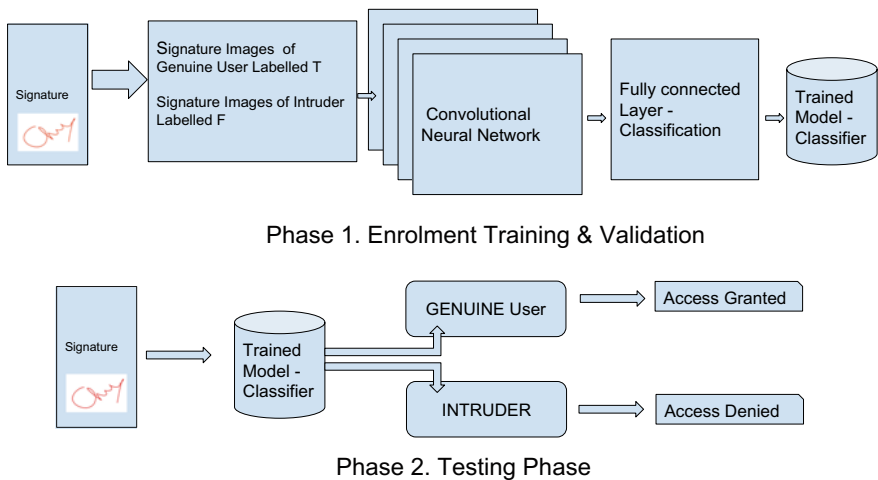 Signature
Signature Images of
Genuine User Labelled T
Signature Images of Intruder
Labelled F
Convolutional
Neural Network
Fully connected
Layer -
Classification
Trained
Model -
Classifier
Phase 1. Enrolment Training & Validation
Signature
Trained
Model -
Classifier
GENUINE User
Access Granted
INTRUDER
Access Denied
Phase 2. Testing Phase